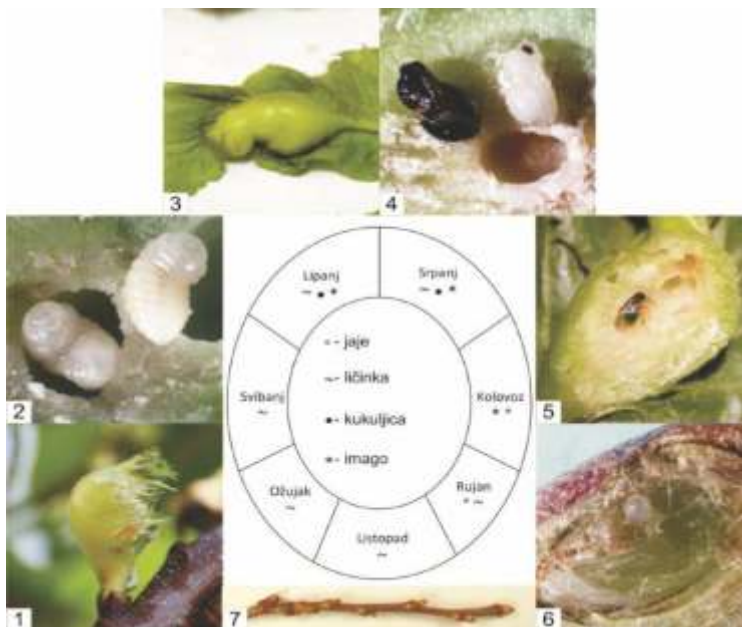 3
4
Lipanj
Srpanj
- jaje
- ličinka
- kukuljica
- imago
2
Svibanj
Kolovoz
5
Ožujak
Rujan
Listopad
1
7
6